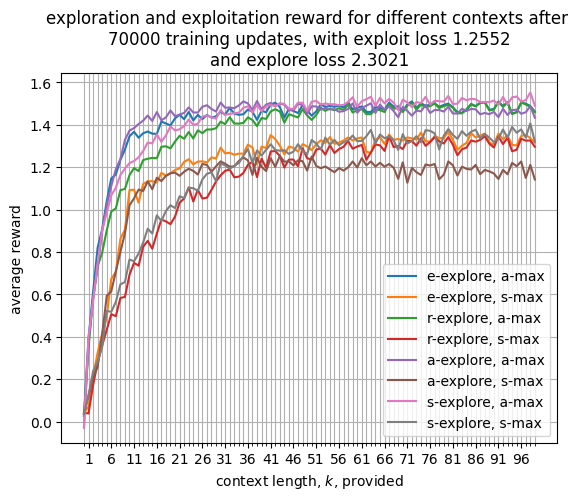 exploration and exploitation reward for different contexts after
70000 training updates, with exploit loss 1.2552
and explore loss 2.3021
1.6
1.4
1.2
1.0
0.8
0.6
0.4
0.2
0.0
average reward
e-explore, a-max
e-explore, s-max
r-explore, a-max
r-explore, s-max
a-explore, a-max
a-explore, s-max
s-explore, a-max
s-explore, s-max
1 6 11 16 21 26 31 36 41 46 51 56 61 66 71 76 81 86 91 96
context length, k, provided